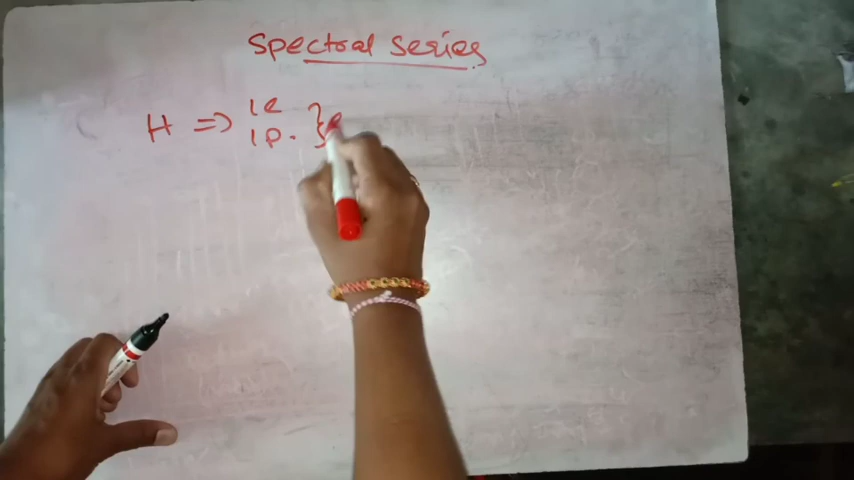 Spectral series
H ⇒ 1e
1p. }